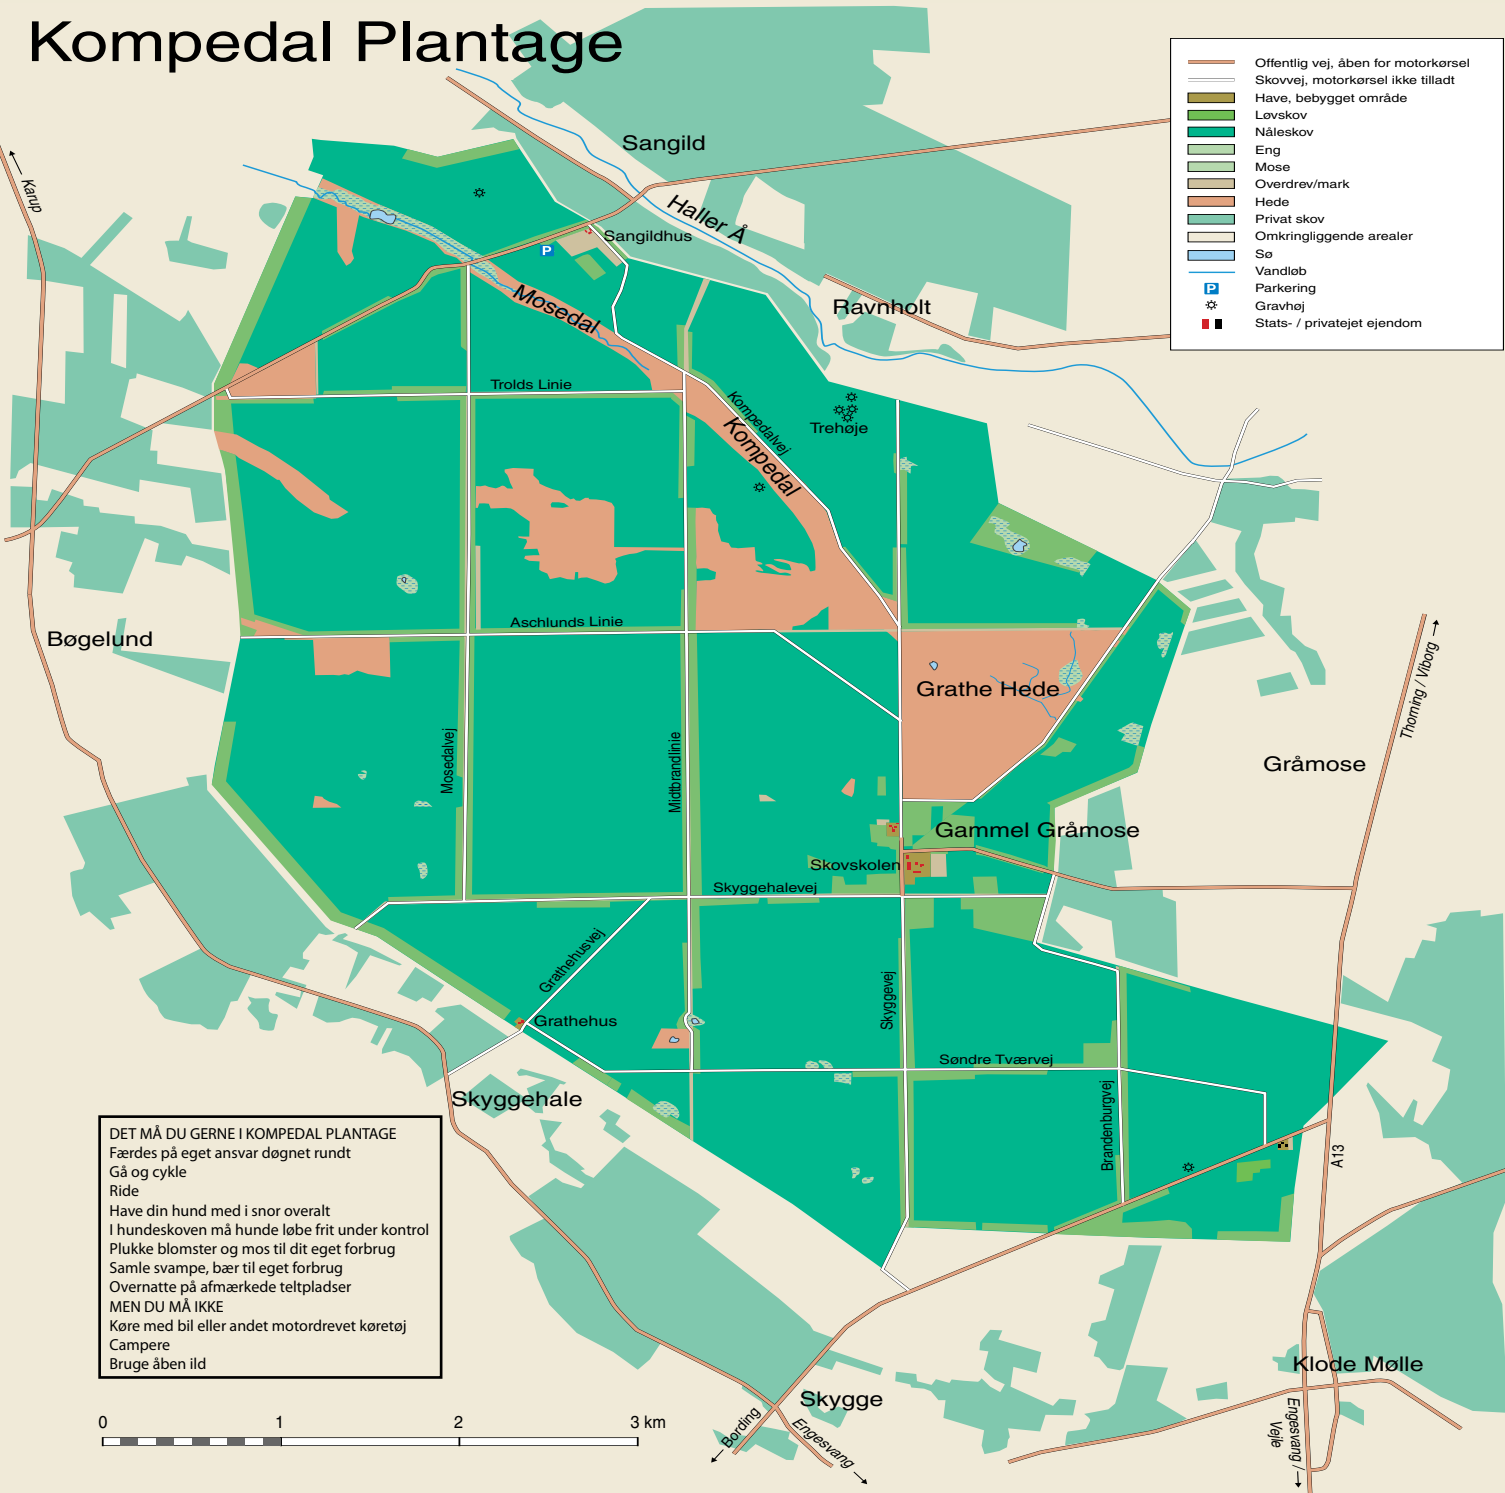 Kompedal Plantage
Offentlig vej, åben for motorkørsel
Skovvej, motorkørsel ikke tilladt
Have, bebygget område
Løvskov
Nåleskov
Eng
Mose
Overdrev/mark
Hede
Privat skov
Omkringliggende arealer
Sø
Vandløb
P Parkering
Gravhøj
Stats- / privatejet ejendom
Sangild
Karup
Haller Å
Sangildhus
P
Mosedal
Ravnholt
Trolds Linie
Kompedalvej
Kompedal
Trehøje
Aschlunds Linie
Bøgelund
Grathe Hede
Thorning / Viborg
Mosedalvej
Midtbrandlinie
Gråmose
Gammel Gråmose
Skovskolen
Skyggehalevej
Grathehusvej
Skyggevej
Grathehus
Søndre Tværvej
Skyggehale
Brandenburgvej
A13
DET MÅ DU GERNE I KOMPEDAL PLANTAGE
Færdes på eget ansvar døgnet rundt
Gå og cykle
Ride
Have din hund med i snor overalt
I hundeskoven må hunde løbe frit under kontrol
Plukke blomster og mos til dit eget forbrug
Samle svampe, bær til eget forbrug
Overnatte på afmærkede teltpladser
MEN DU MÅ IKKE
Køre med bil eller andet motordrevet køretøj
Campere
Bruge åben ild
Klode Mølle
Skygge
Bording
Engesvang
Engesvang /
Vejle
0 1 2 3 km